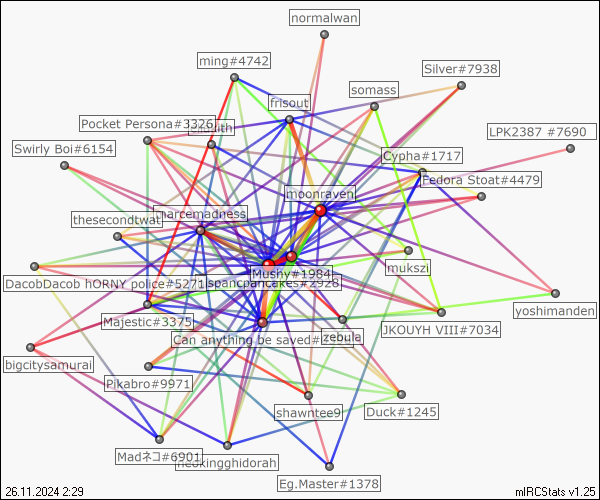 normalwan
ming#4742
Silver#7938
somass
frisout
Pocket Persona#3326
LPK2387 #7690
Swirly Boi#6154
Cypha#1717
Fedora Stoat#4479
moonraven
marcemadness
thesecondtwat
mukszi
Mushy#1984
DacobDacob hORNY police#5271
spancpancakes#2928
yoshimanden
Majestic#3375
JKOUYH VIII#7034
Can anything be saved#
zebula
bigcitysamurai
Pikabro#9971
shawntee9
Duck#1245
Madネコ#6901
neokingghidorah
Eg.Master#1378
26.11.2024 2:29
mIRCStats v1.25